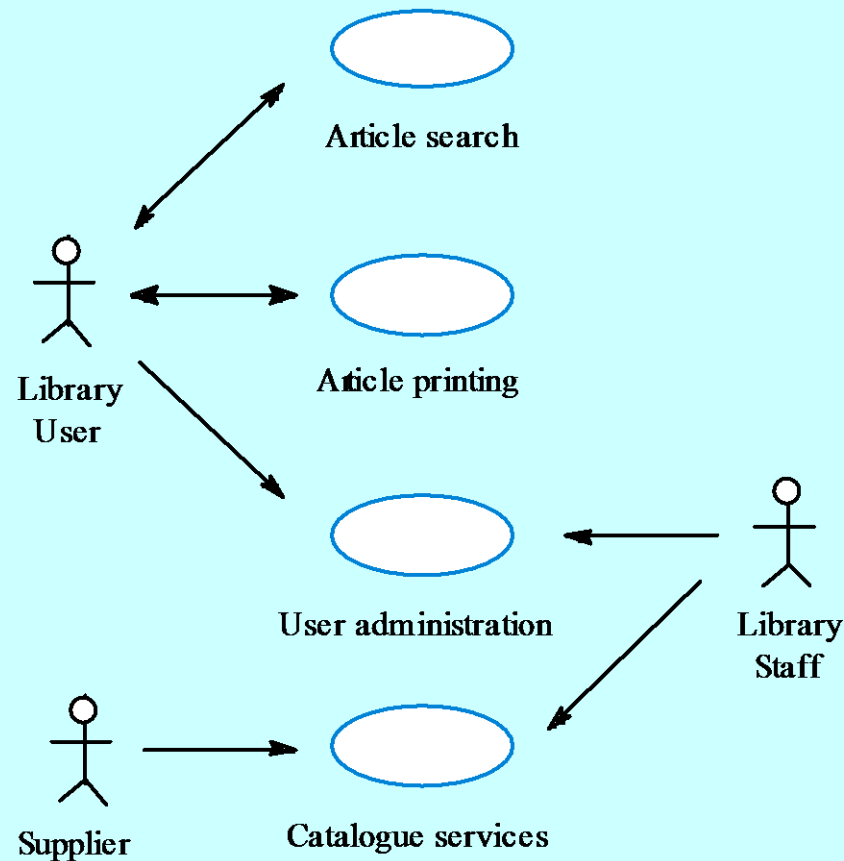 Article search
Article printing
Library
User
User administration
Library
Staff
Catalogue services
Supplier